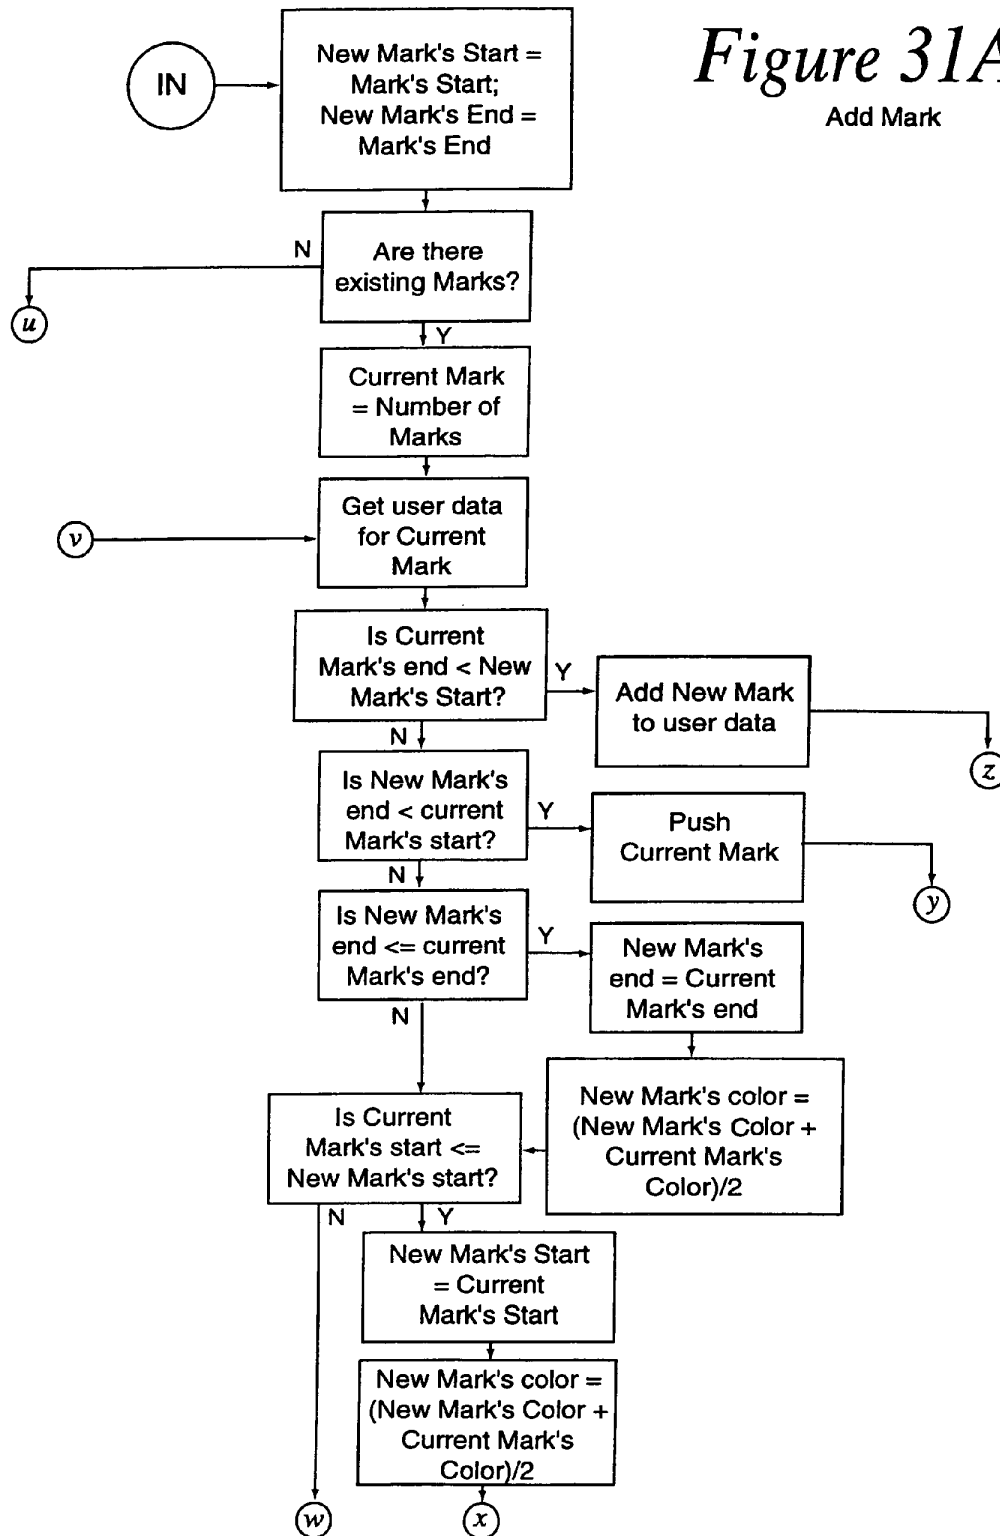 Figure 31A
Add Mark
IN
New Mark's Start =
Mark's Start;
New Mark's End =
Mark's End
N
Are there
existing Marks?
u
Y
Current Mark
= Number of
Marks
v
Get user data
for Current
Mark
Is Current
Mark's end < New
Mark's Start?
Y
Add New Mark
to user data
z
N
Is New Mark's
end < current
Mark's start?
Y
Push
Current Mark
y
N
Is New Mark's
end <= current
Mark's end?
Y
New Mark's
end = Current
Mark's end
N
New Mark's color =
(New Mark's Color +
Current Mark's
Color)/2
Is Current
Mark's start <=
New Mark's start?
N
Y
New Mark's Start
= Current
Mark's Start
New Mark's color =
(New Mark's Color +
Current Mark's
Color)/2
w
x